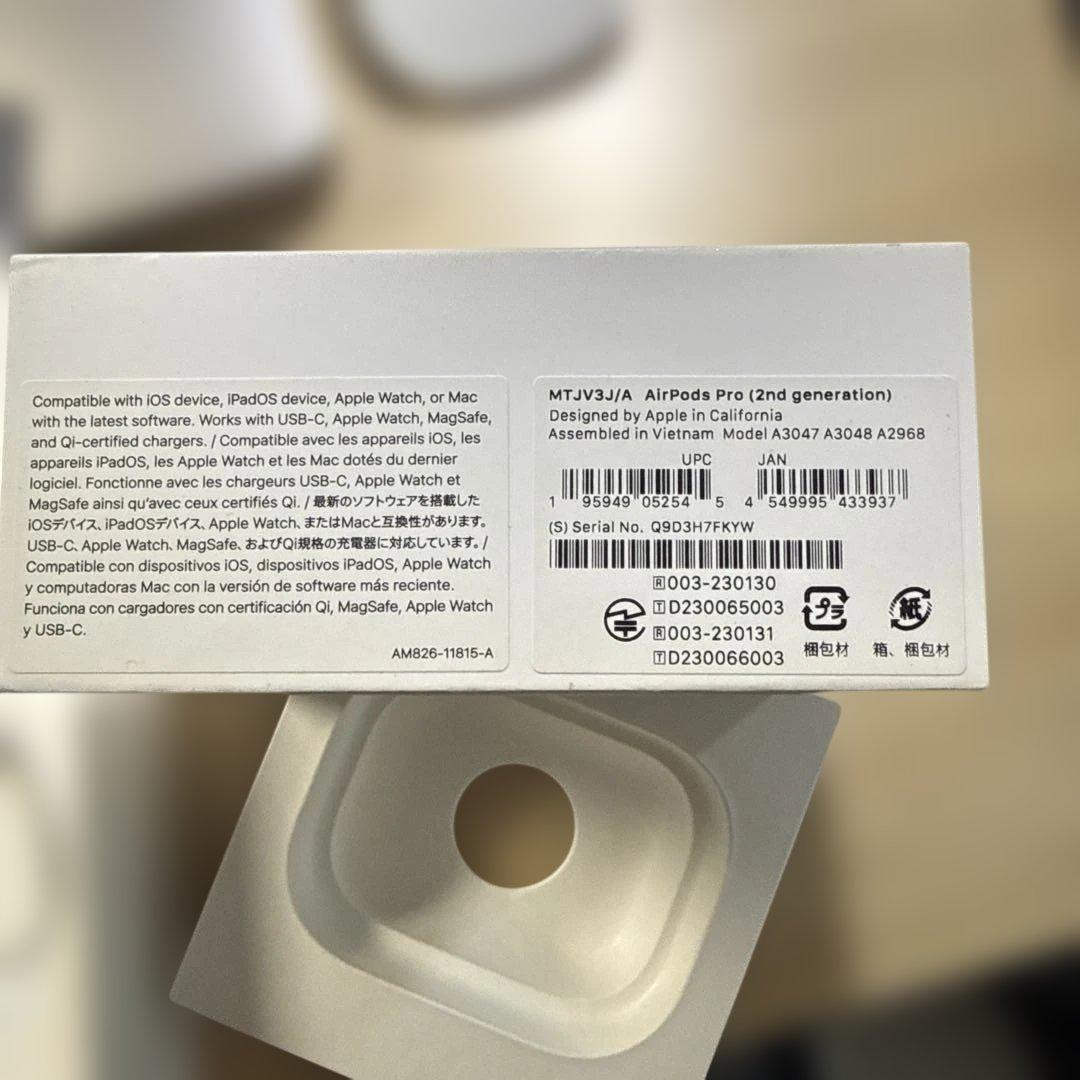 Compatible with iOS device, iPadOS device, Apple Watch, or Mac
with the latest software. Works with USB-C, Apple Watch, MagSafe,
and Qi-certified chargers. / Compatible avec les appareils iOS, les
appareils iPadOS, les Apple Watch et les Mac dotés du dernier
logiciel. Fonctionne avec les chargeurs USB-C, Apple Watch et
MagSafe ainsi qu'avec ceux certifiés Qi. / 最新のソフトウェアを搭載した
iOSデバイス、iPadOSデバイス、Apple Watch、またはMacと互換性があります。
USB-C、Apple Watch、MagSafe、およびQi規格の充電器に対応しています。/
Compatible con dispositivos iOS, dispositivos iPadOS, Apple Watch
y computadoras Mac con la versión de software más reciente.
Funciona con cargadores con certificación Qi, MagSafe, Apple Watch
y USB-C.
AM826-11815-A
MTJV3J/A AirPods Pro (2nd generation)
Designed by Apple in California
Assembled in Vietnam Model A3047 A3048 A2968
UPC JAN
1 95949 05254 5 4 549995 433937
(S) Serial No. Q9D3H7FKYW
R 003-230130
T D230065003
R 003-230131
T D230066003
プラ 紙
梱包材 箱、梱包材